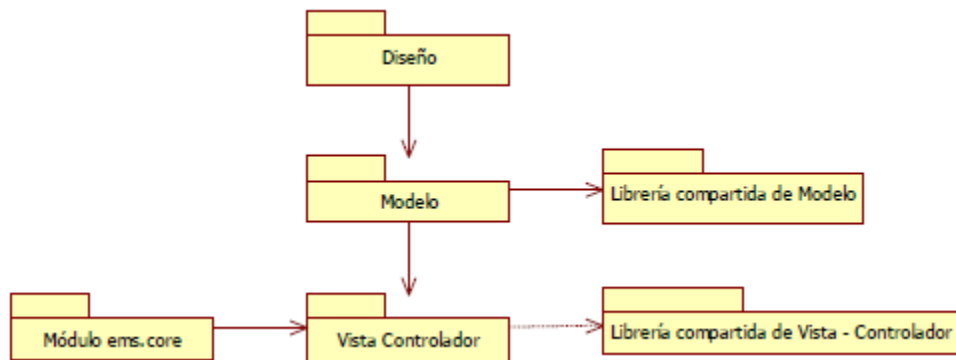 Diseño
Modelo
Librería compartida de Modelo
Módulo ems.core
Vista Controlador
Librería compartida de Vista - Controlador